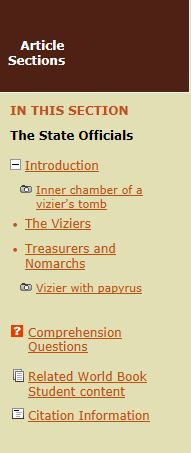 Article
Sections
IN THIS SECTION
The State Officials
Introduction
Inner chamber of a
vizier's tomb
The Viziers
Treasurers and
Nomarchs
Vizier with papyrus
Comprehension
Questions
Related World Book
Student content
Citation Information